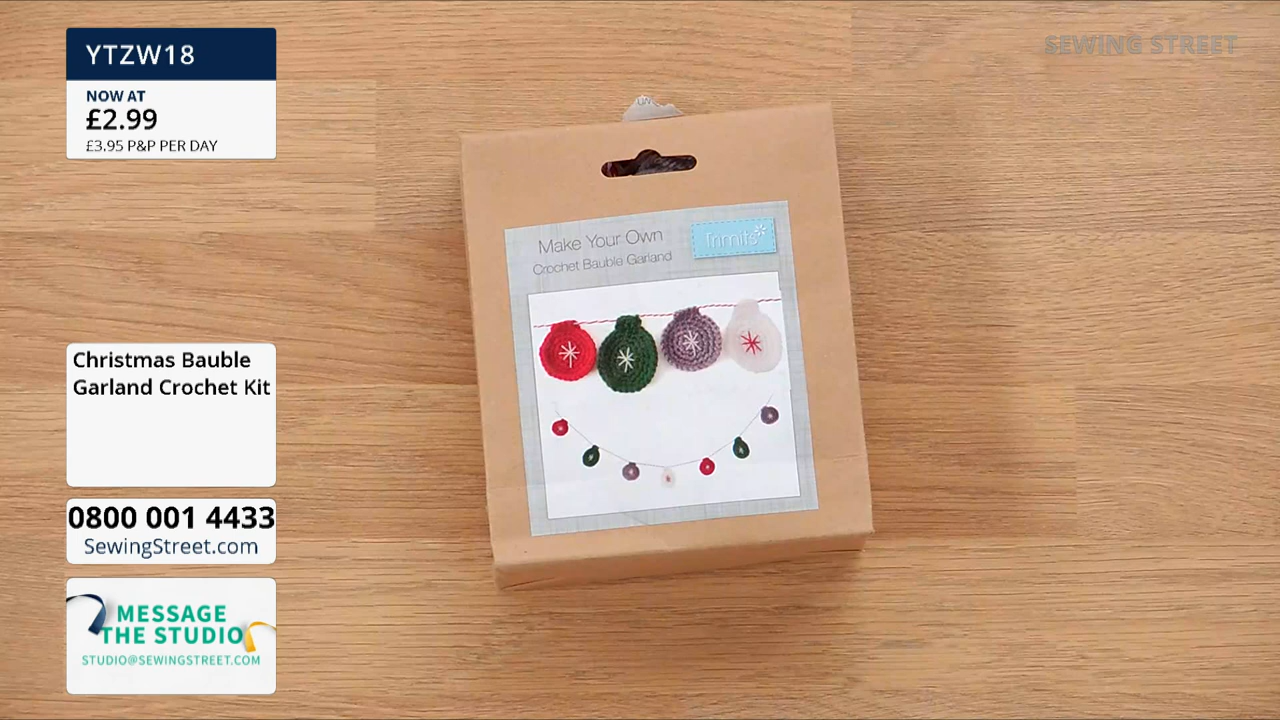 YTZW18
NOW AT
£2.99
£3.95 P&P PER DAY
SEWING STREET
Make Your Own
Crochet Bauble Garland
Trimits
Christmas Bauble
Garland Crochet Kit
0800 001 4433
SewingStreet.com
MESSAGE
THE STUDIO
STUDIO@SEWINGSTREET.COM